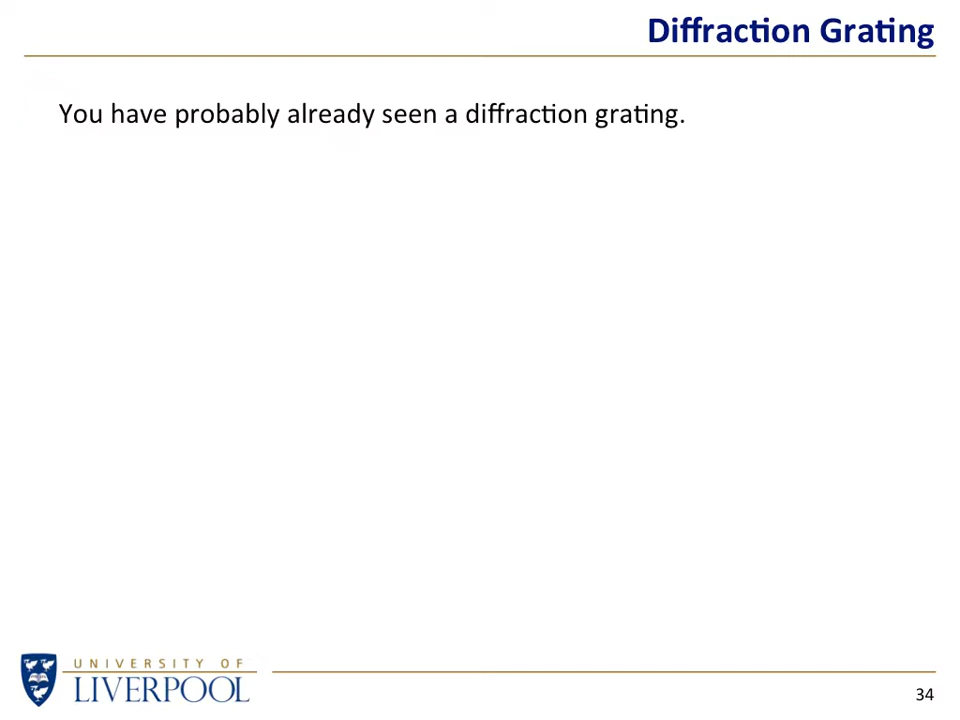 Diffraction Grating
You have probably already seen a diffraction grating.
UNIVERSITY OF
LIVERPOOL
34